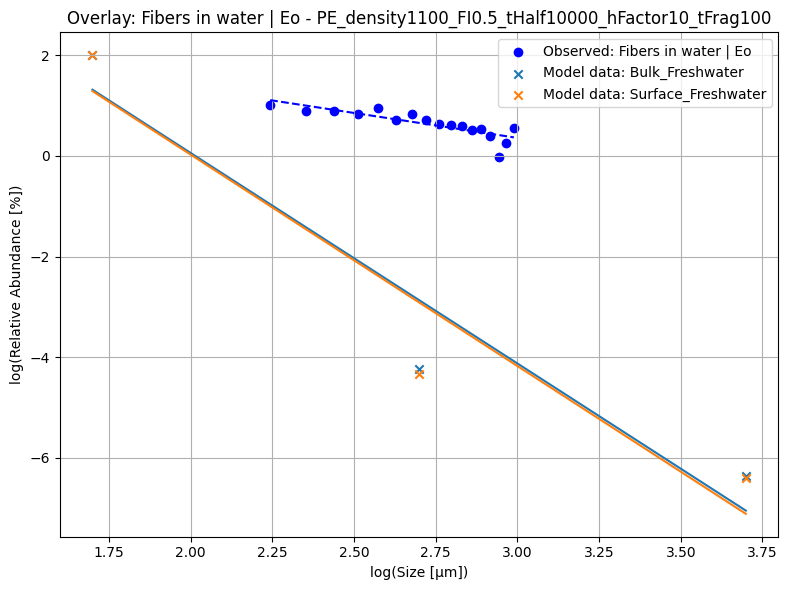 Overlay: Fibers in water | Eo - PE_density1100_FI0.5_tHalf10000_hFactor10_tFrag100
Observed: Fibers in water | Eo
Model data: Bulk_Freshwater
Model data: Surface_Freshwater
log(Relative Abundance [%])
2
0
−2
−4
−6
1.75
2.00
2.25
2.50
2.75
3.00
3.25
3.50
3.75
log(Size [μm])